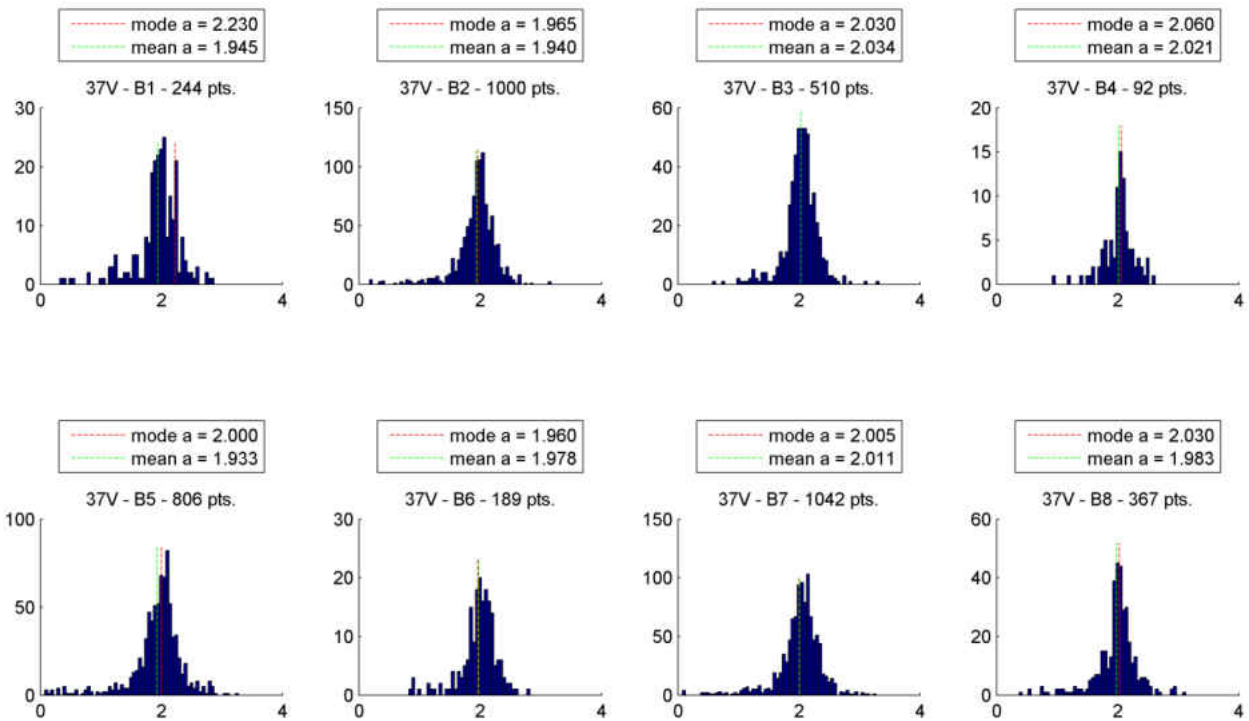 mode a = 2.230
mean a = 1.945
37V - B1 - 244 pts.
30
20
10
0
0 2 4
mode a = 1.965
mean a = 1.940
37V - B2 - 1000 pts.
150
100
50
0
0 2 4
mode a = 2.030
mean a = 2.034
37V - B3 - 510 pts.
60
40
20
0
0 2 4
mode a = 2.060
mean a = 2.021
37V - B4 - 92 pts.
20
15
10
5
0
0 2 4
mode a = 2.000
mean a = 1.933
37V - B5 - 806 pts.
100
50
0
0 2 4
mode a = 1.960
mean a = 1.978
37V - B6 - 189 pts.
30
20
10
0
0 2 4
mode a = 2.005
mean a = 2.011
37V - B7 - 1042 pts.
150
100
50
0
0 2 4
mode a = 2.030
mean a = 1.983
37V - B8 - 367 pts.
60
40
20
0
0 2 4